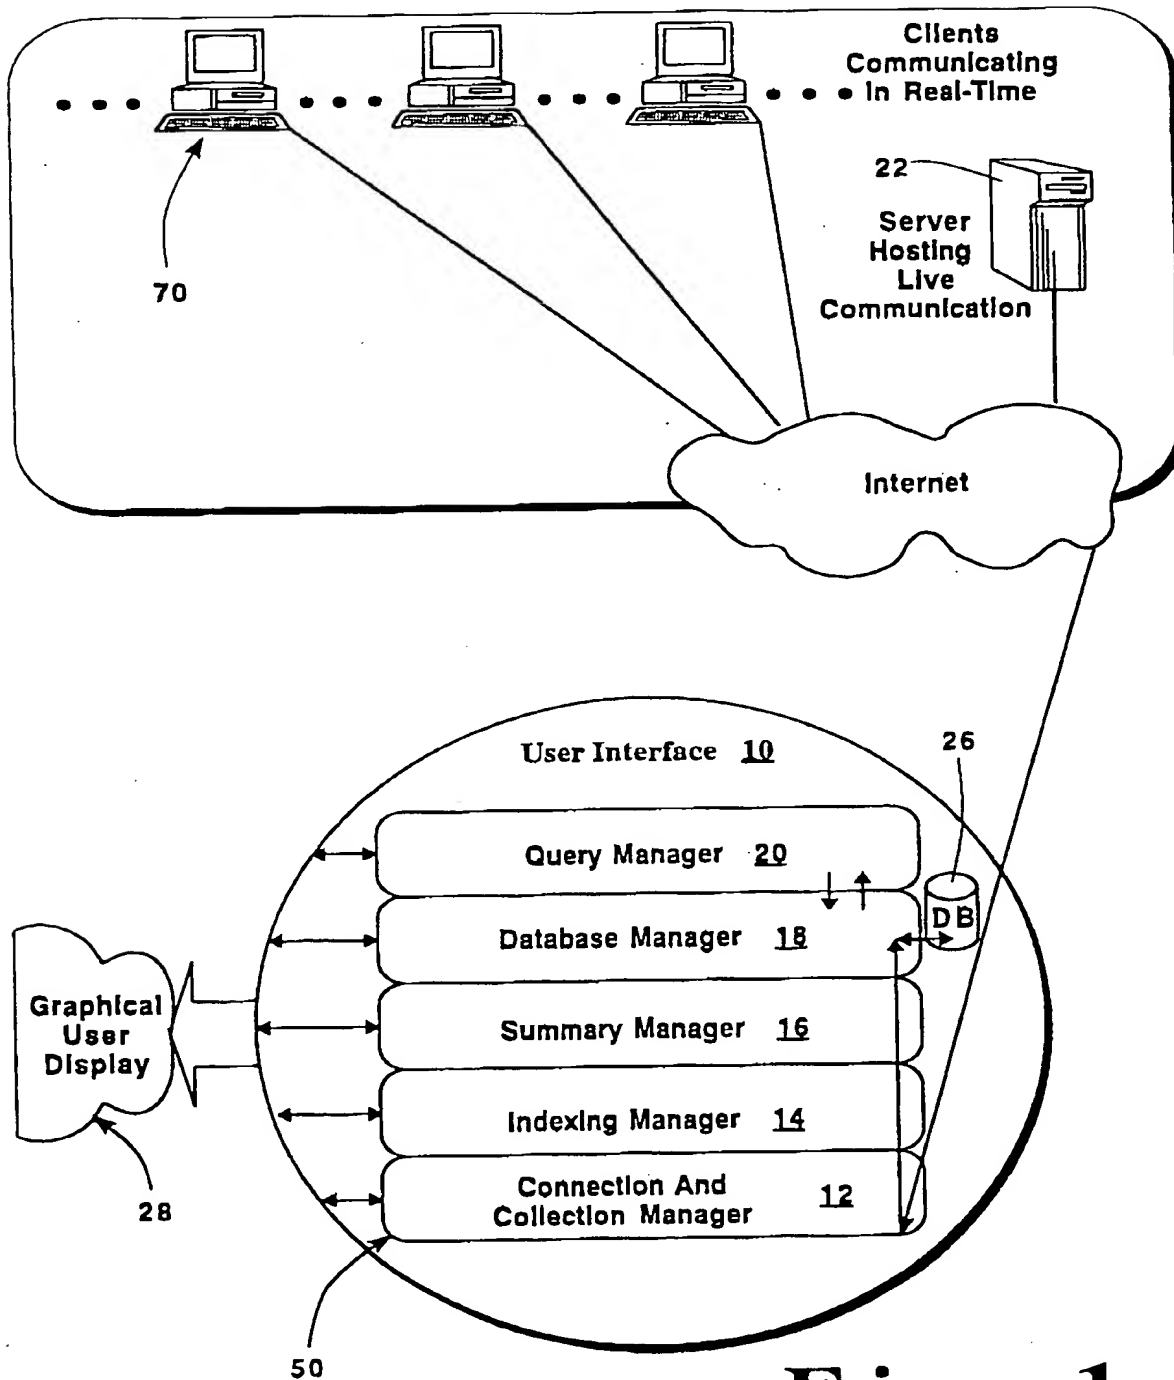 Clients
Communicating
in Real-Time
22
Server
Hosting
Live
Communication
70
Internet
User Interface 10
26
Query Manager 20
DB
Database Manager 18
Graphical
User
Display
Summary Manager 16
Indexing Manager 14
Connection And
Collection Manager 12
28
50